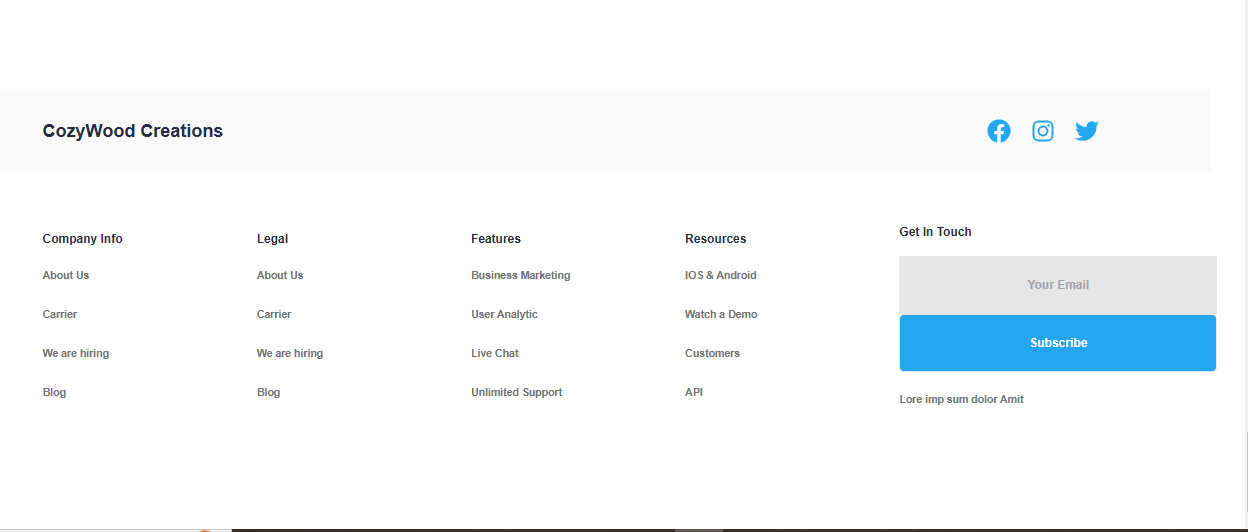 CozyWood Creations
Company Info
About Us
Carrier
We are hiring
Blog
Legal
About Us
Carrier
We are hiring
Blog
Features
Business Marketing
User Analytic
Live Chat
Unlimited Support
Resources
IOS & Android
Watch a Demo
Customers
API
Get In Touch
Your Email
Subscribe
Lore imp sum dolor Amit